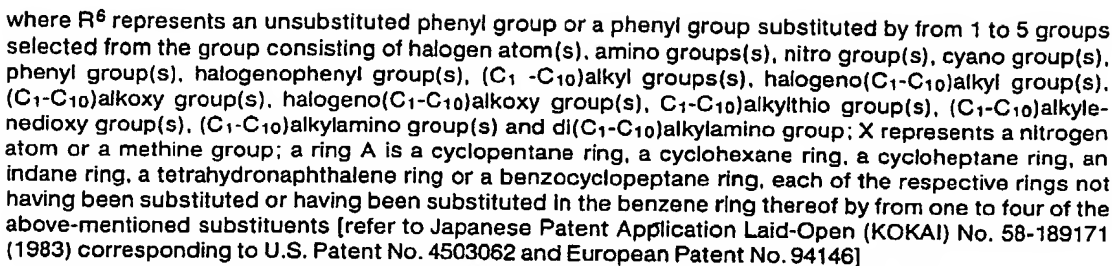 where R⁶ represents an unsubstituted phenyl group or a phenyl group substituted by from 1 to 5 groups
selected from the group consisting of halogen atom(s), amino groups(s), nitro group(s), cyano group(s),
phenyl group(s), halogenophenyl group(s), (C₁ -C₁₀)alkyl groups(s), halogeno(C₁-C₁₀)alkyl group(s),
(C₁-C₁₀)alkoxy group(s), halogeno(C₁-C₁₀)alkoxy group(s), C₁-C₁₀)alkylthio group(s), (C₁-C₁₀)alkyle-
nedioxy group(s), (C₁-C₁₀)alkylamino group(s) and di(C₁-C₁₀)alkylamino group; X represents a nitrogen
atom or a methine group; a ring A is a cyclopentane ring, a cyclohexane ring, a cycloheptane ring, an
indane ring, a tetrahydronaphthalene ring or a benzocyclopeptane ring, each of the respective rings not
having been substituted or having been substituted in the benzene ring thereof by from one to four of the
above-mentioned substituents [refer to Japanese Patent Application Laid-Open (KOKAI) No. 58-189171
(1983) corresponding to U.S. Patent No. 4503062 and European Patent No. 94146]